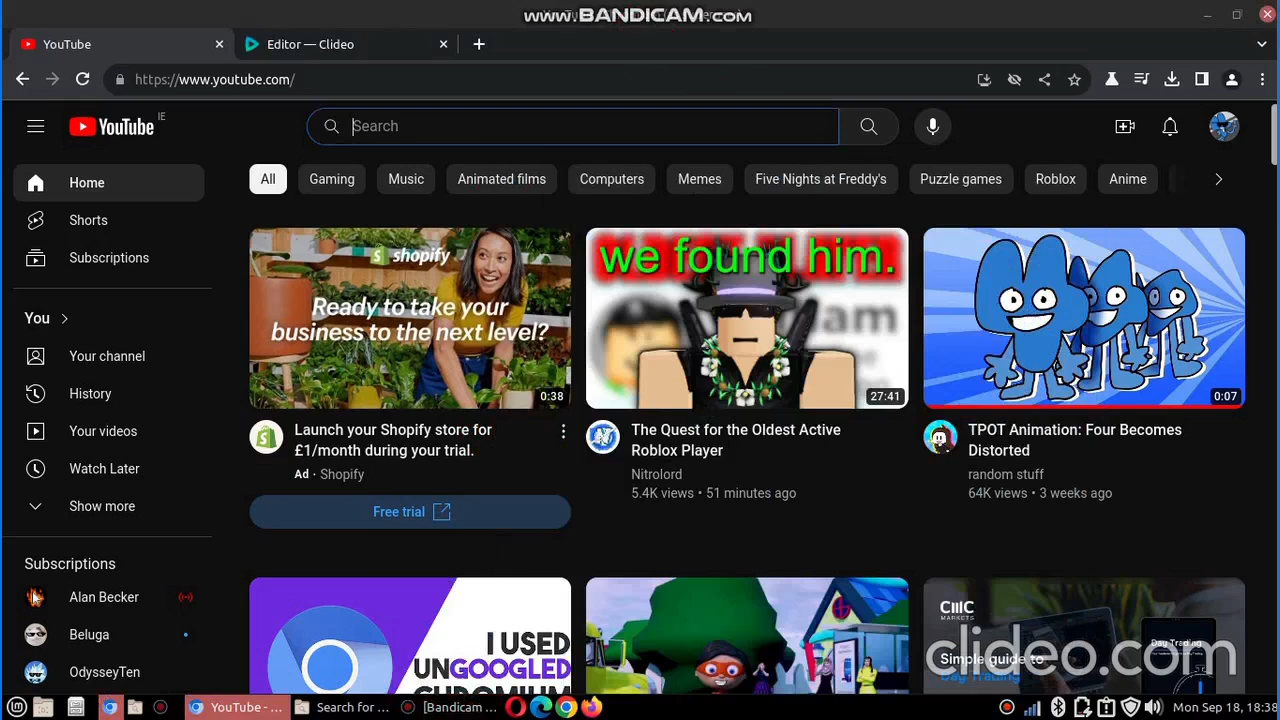 www.BANDICAM.com
YouTube
Editor — Clideo
https://www.youtube.com/
YouTube IE
Search
Home
Shorts
Subscriptions
You
Your channel
History
Your videos
Watch Later
Show more
Subscriptions
Alan Becker
Beluga
OdysseyTen
All
Gaming
Music
Animated films
Computers
Memes
Five Nights at Freddy's
Puzzle games
Roblox
Anime
shopify
Ready to take your
business to the next level?
0:38
Launch your Shopify store for
£1/month during your trial.
Ad · Shopify
Free trial
we found him.
am
27:41
The Quest for the Oldest Active
Roblox Player
Nitrolord
5.4K views • 51 minutes ago
0:07
TPOT Animation: Four Becomes
Distorted
random stuff
64K views • 3 weeks ago
I USED
UNGOOGLED
CHROMIUM
CMC
MARKETS
Simple guide to
Day Trading
Day Trading
clideo.com
YouTube - ...
Search for ...
[Bandicam ...
Mon Sep 18, 18:38